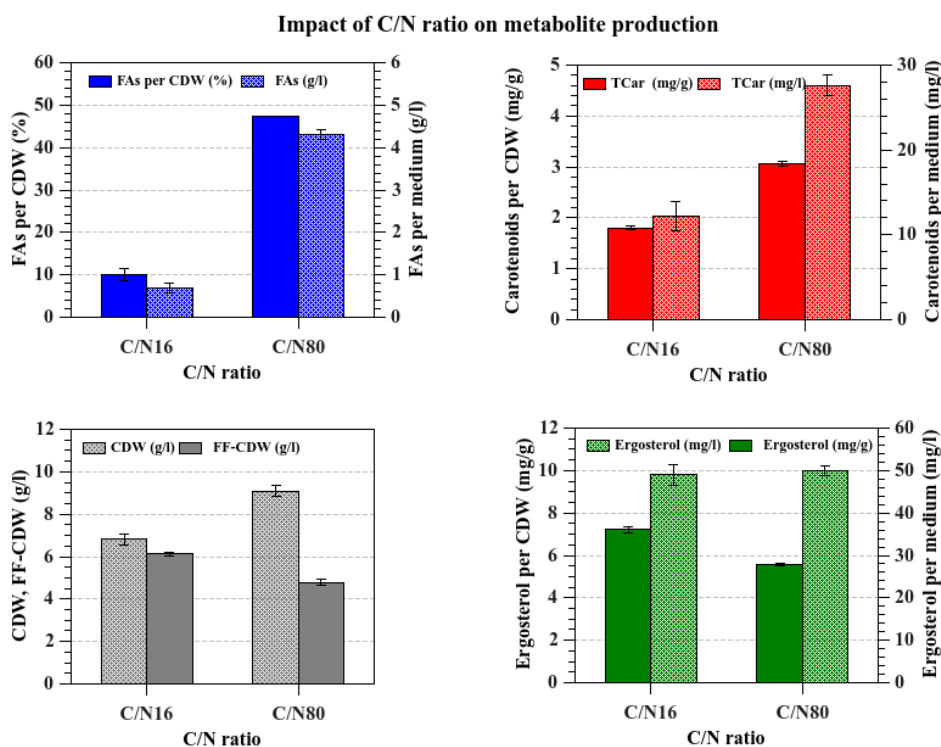 Impact of C/N ratio on metabolite production
FAs per CDW (%) FAs (g/l)
60
50
40
30
20
10
0
FAs per CDW (%)
6
5
4
3
2
1
0
FAs per medium (g/l)
C/N16 C/N80
C/N ratio
TCar (mg/g) TCar (mg/l)
5
4
3
2
1
0
Carotenoids per CDW (mg/g)
30
20
10
0
Carotenoids per medium (mg/l)
C/N16 C/N80
C/N ratio
CDW (g/l) FF-CDW (g/l)
12
10
8
6
4
2
0
CDW, FF-CDW (g/l)
C/N16 C/N80
C/N ratio
Ergosterol (mg/l) Ergosterol (mg/g)
12
10
8
6
4
2
0
Ergosterol per CDW (mg/g)
60
50
40
30
20
10
0
Ergosterol per medium (mg/l)
C/N16 C/N80
C/N ratio